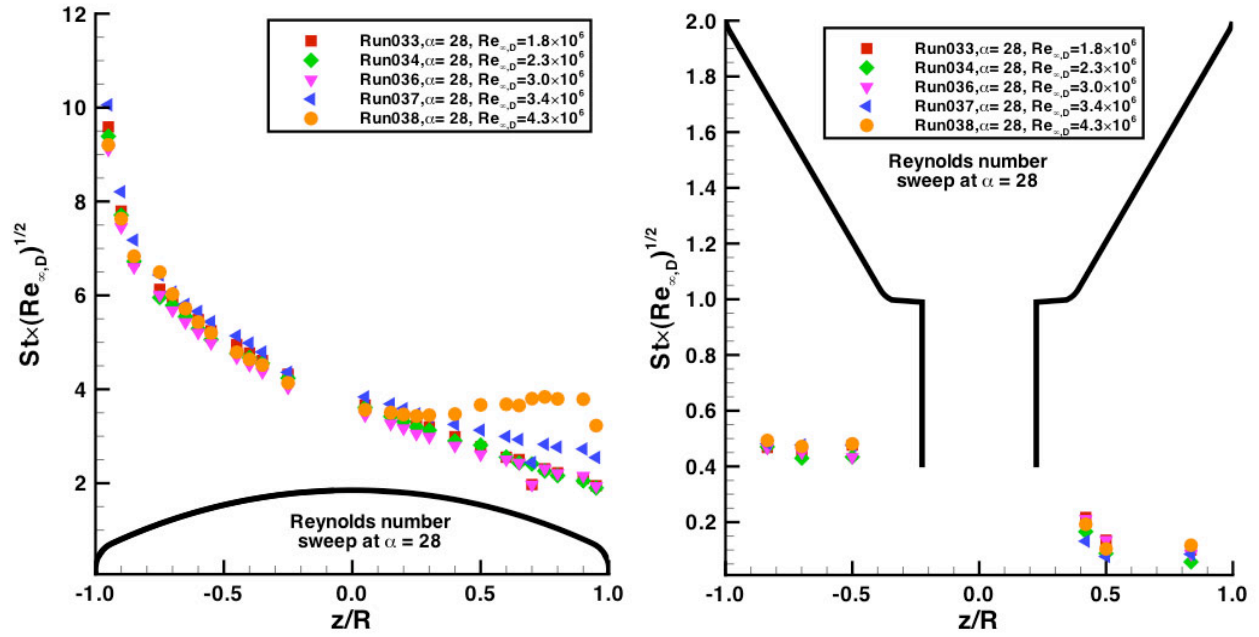 12
10
8
6
4
2
St×(Re∞,D)1/2
Run033,α= 28, Re∞,D=1.8×10⁶
Run034,α= 28, Re∞,D=2.3×10⁶
Run036,α= 28, Re∞,D=3.0×10⁶
Run037,α= 28, Re∞,D=3.4×10⁶
Run038,α= 28, Re∞,D=4.3×10⁶
Reynolds number
sweep at α = 28
-1.0 -0.5 0.0 0.5 1.0
z/R
2.0
1.8
1.6
1.4
1.2
1.0
0.8
0.6
0.4
0.2
St×(Re∞,D)1/2
Run033,α= 28, Re∞,D=1.8×10⁶
Run034,α= 28, Re∞,D=2.3×10⁶
Run036,α= 28, Re∞,D=3.0×10⁶
Run037,α= 28, Re∞,D=3.4×10⁶
Run038,α= 28, Re∞,D=4.3×10⁶
Reynolds number
sweep at α = 28
-1.0 -0.5 0.0 0.5 1.0
z/R